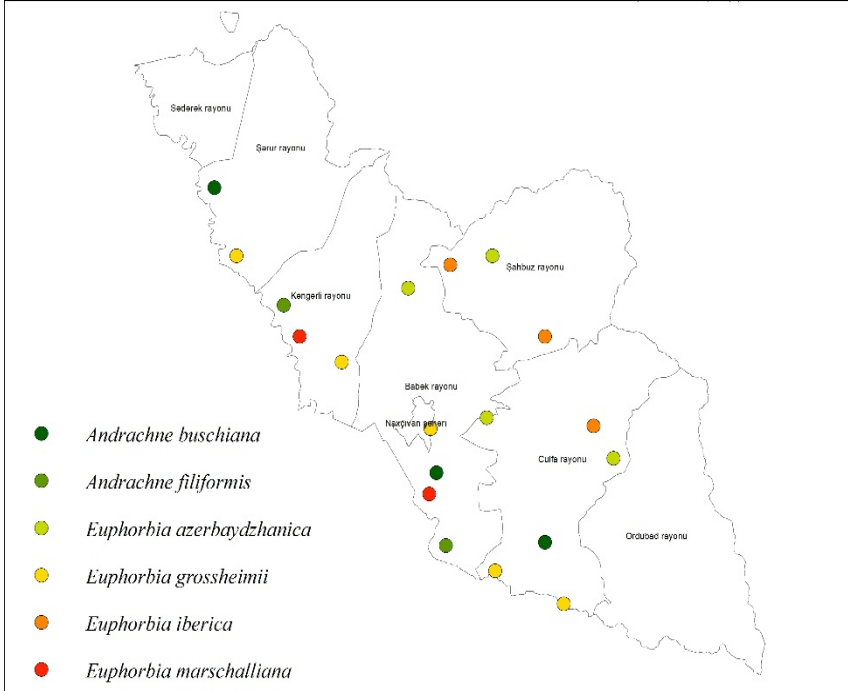 Sədərək rayonu
Şərur rayonu
Şahbuz rayonu
Kəngərli rayonu
Babək rayonu
Naxçıvan şəhəri
Culfa rayonu
Ordubad rayonu
Andrachne buschiana
Andrachne filiformis
Euphorbia azerbaydzhanica
Euphorbia grossheimii
Euphorbia iberica
Euphorbia marschalliana